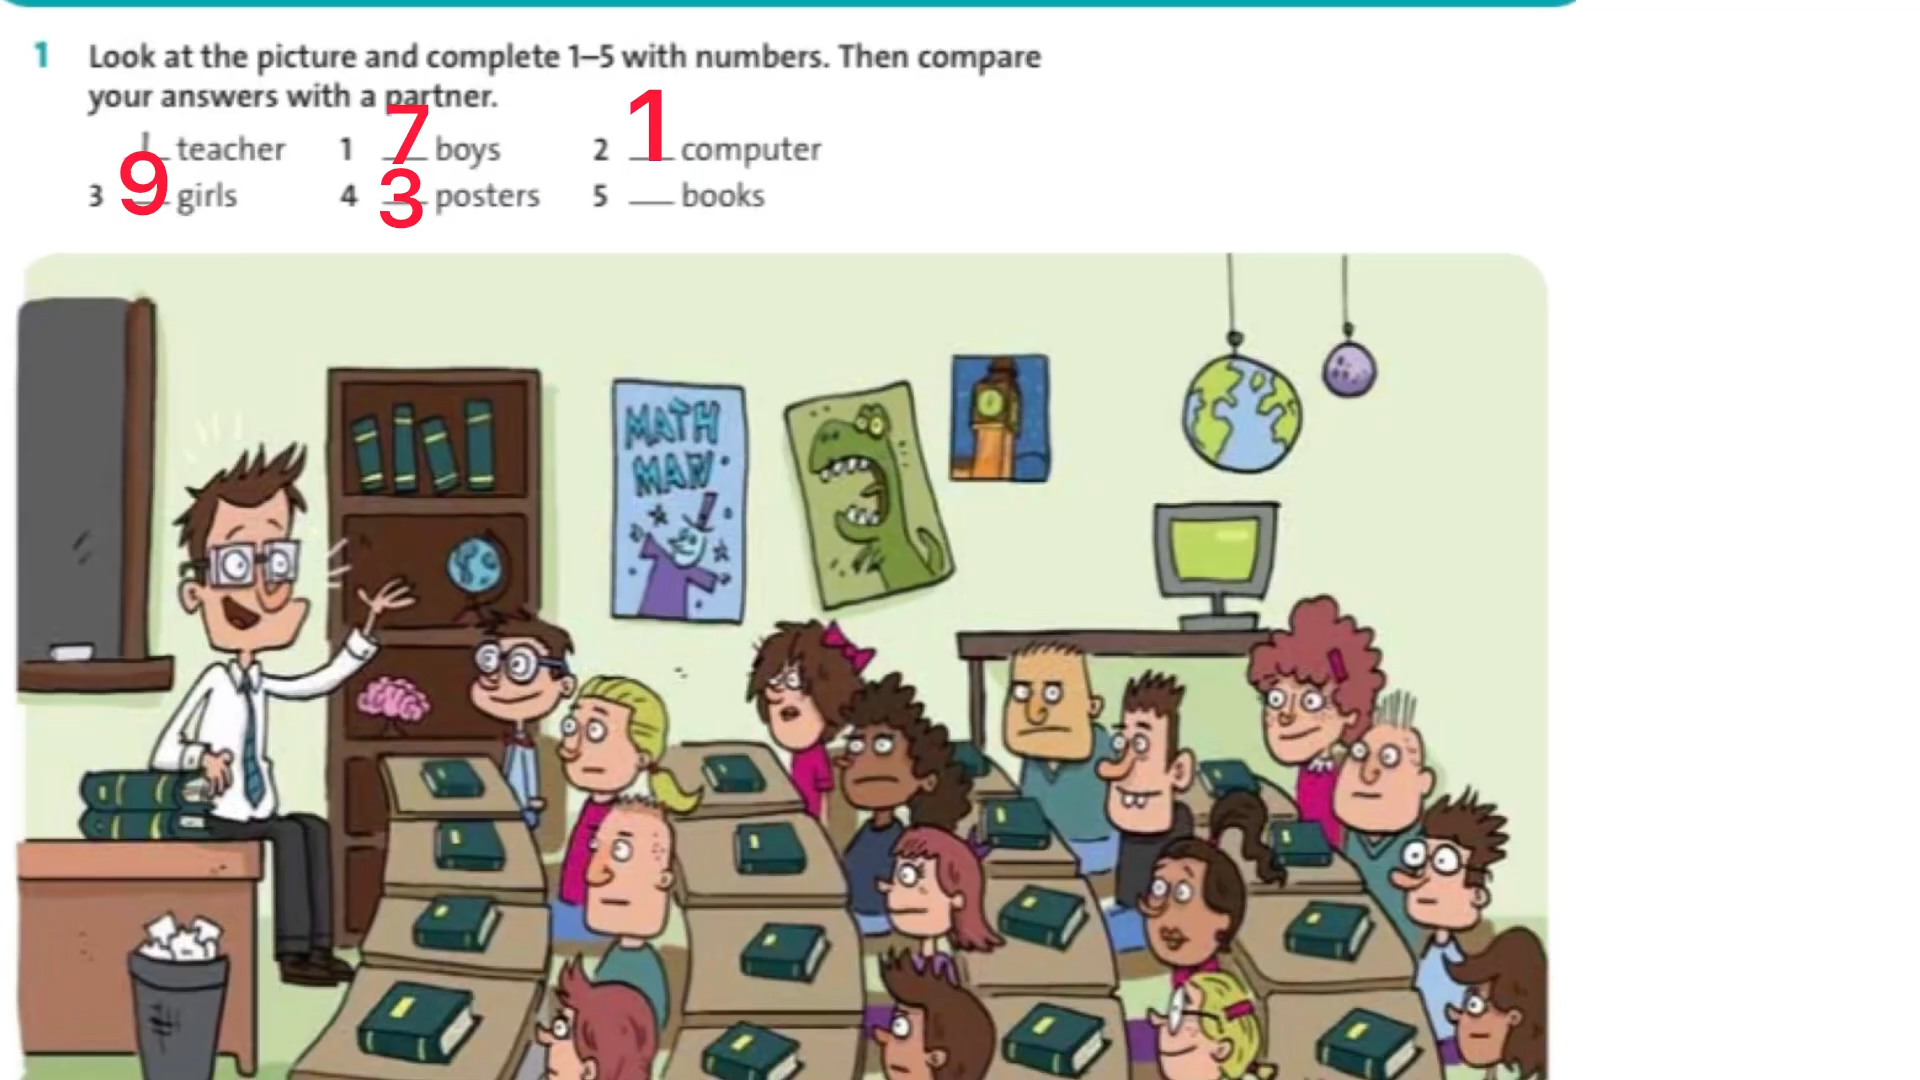 1 Look at the picture and complete 1–5 with numbers. Then compare
your answers with a partner.
1 teacher 1 7 boys 2 1 computer
3 9 girls 4 3 posters 5 ___ books
MATH
MAN